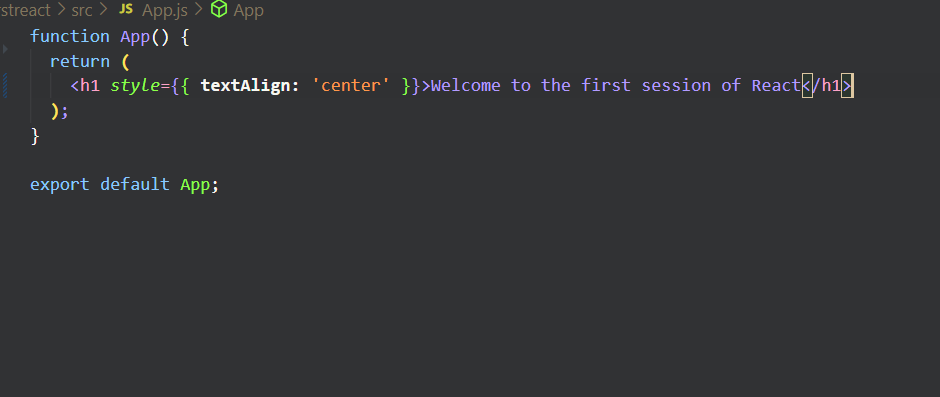 streact > src > JS App.js > App
function App() {
  return (
    <h1 style={{ textAlign: 'center' }}>Welcome to the first session of React</h1>
  );
}
export default App;